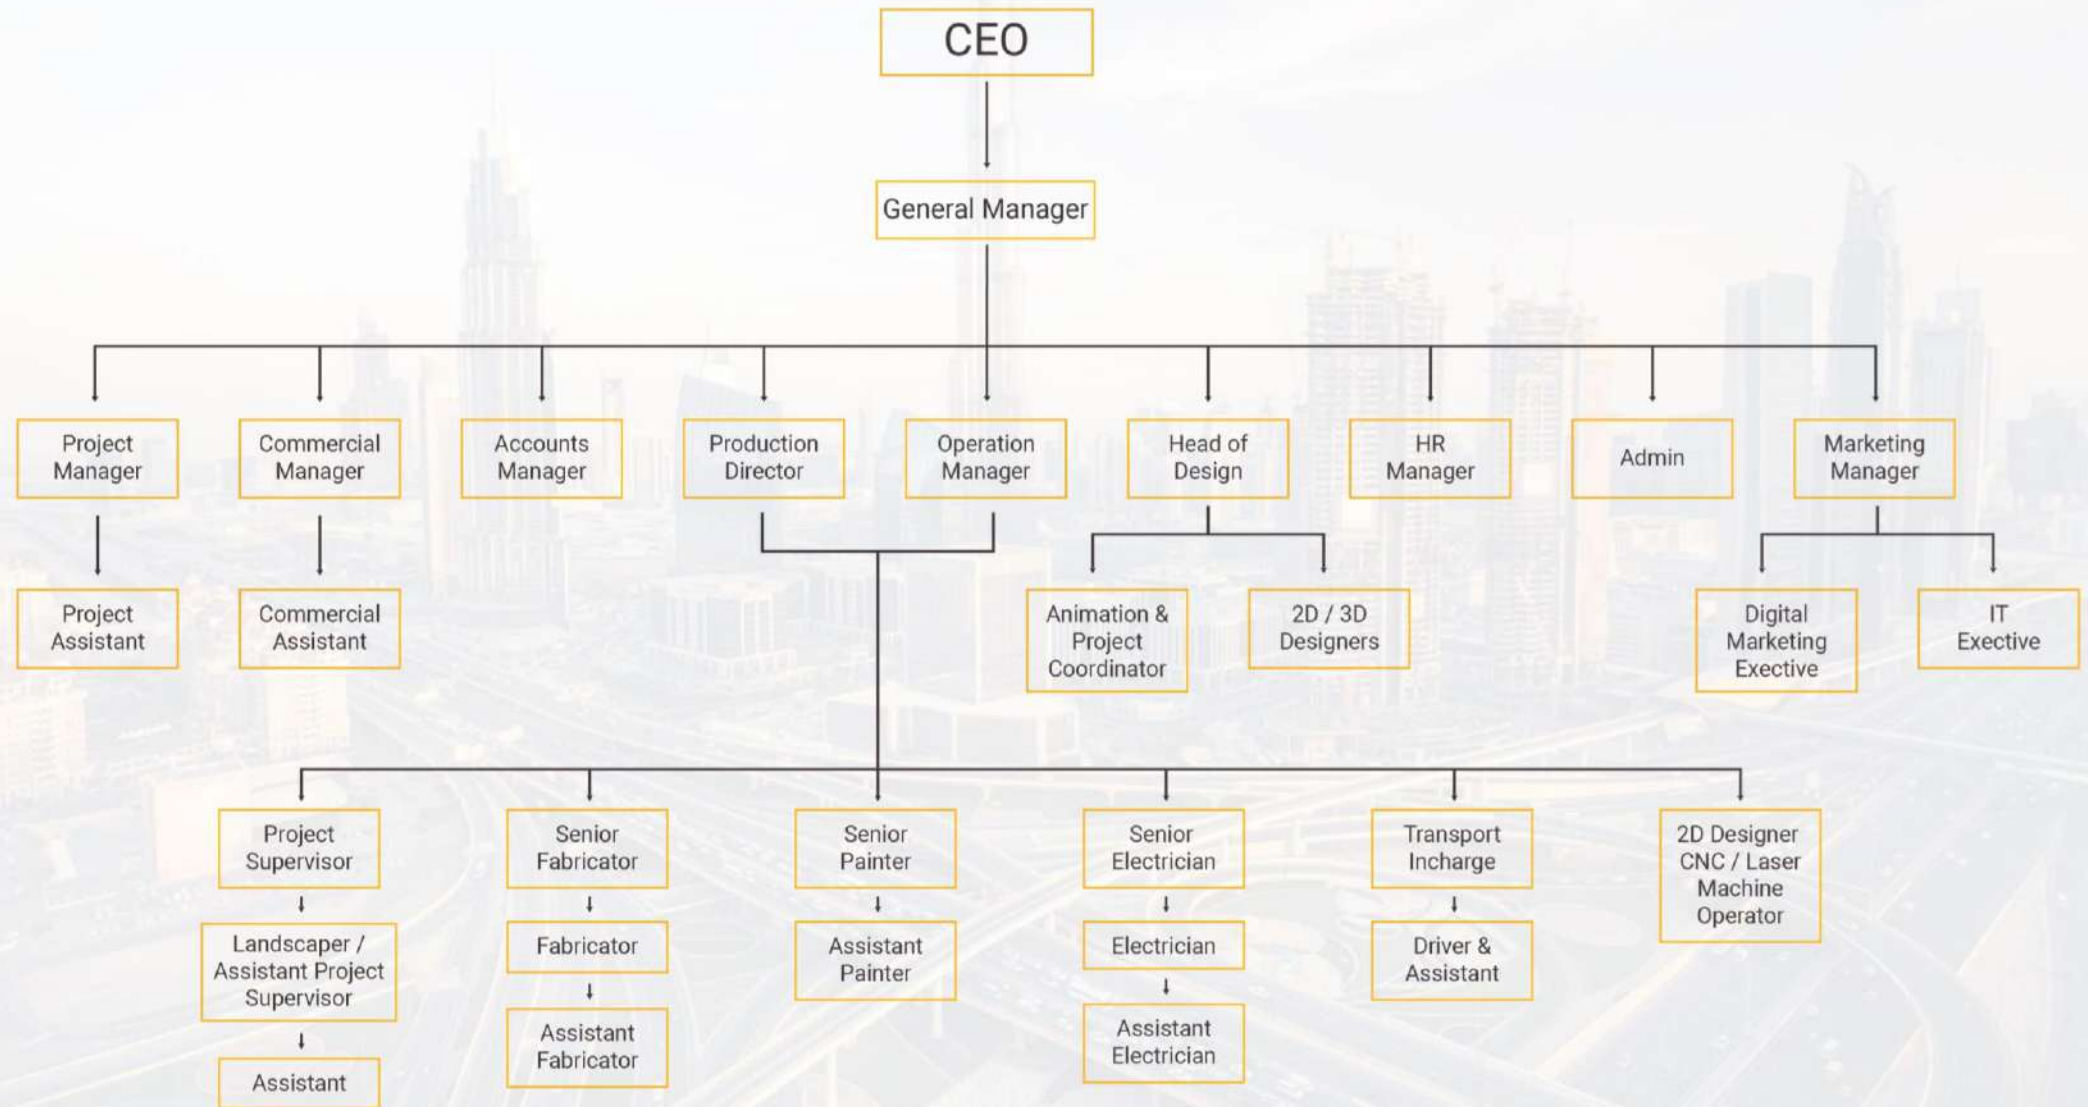 CEO
General Manager
Project
Manager
Commercial
Manager
Accounts
Manager
Production
Director
Operation
Manager
Head of
Design
HR
Manager
Admin
Marketing
Manager
Project
Assistant
Commercial
Assistant
Animation &
Project
Coordinator
2D / 3D
Designers
Digital
Marketing
Exective
IT
Exective
Project
Supervisor
Senior
Fabricator
Senior
Painter
Senior
Electrician
Transport
Incharge
2D Designer
CNC / Laser
Machine
Operator
Landscaper /
Assistant Project
Supervisor
Fabricator
Assistant
Painter
Electrician
Driver &
Assistant
Assistant
Assistant
Fabricator
Assistant
Electrician